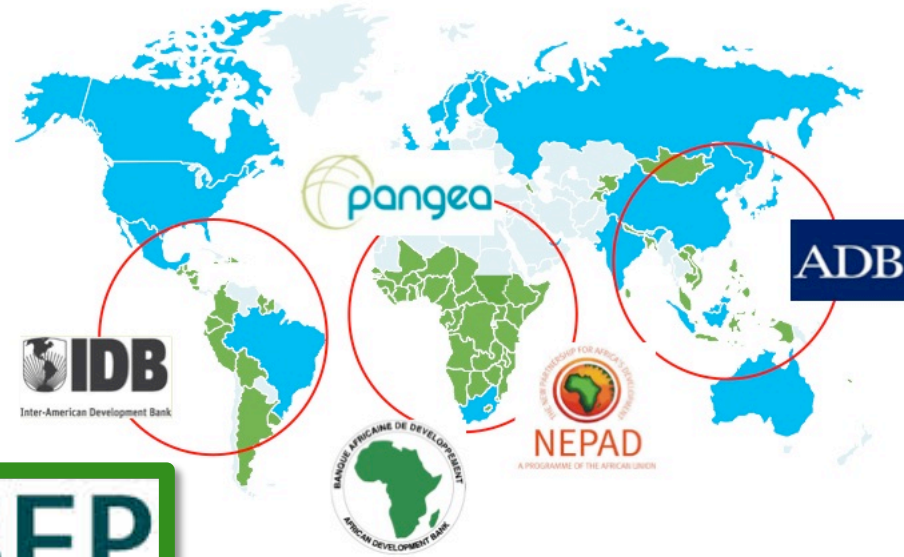 pangea
ADB
IDB
Inter-American Development Bank
THE NEW PARTNERSHIP FOR AFRICA'S DEVELOPMENT
NEPAD
A PROGRAMME OF THE AFRICAN UNION
BANQUE AFRICAINE DE DEVELOPPEMENT
AFRICAN DEVELOPMENT BANK